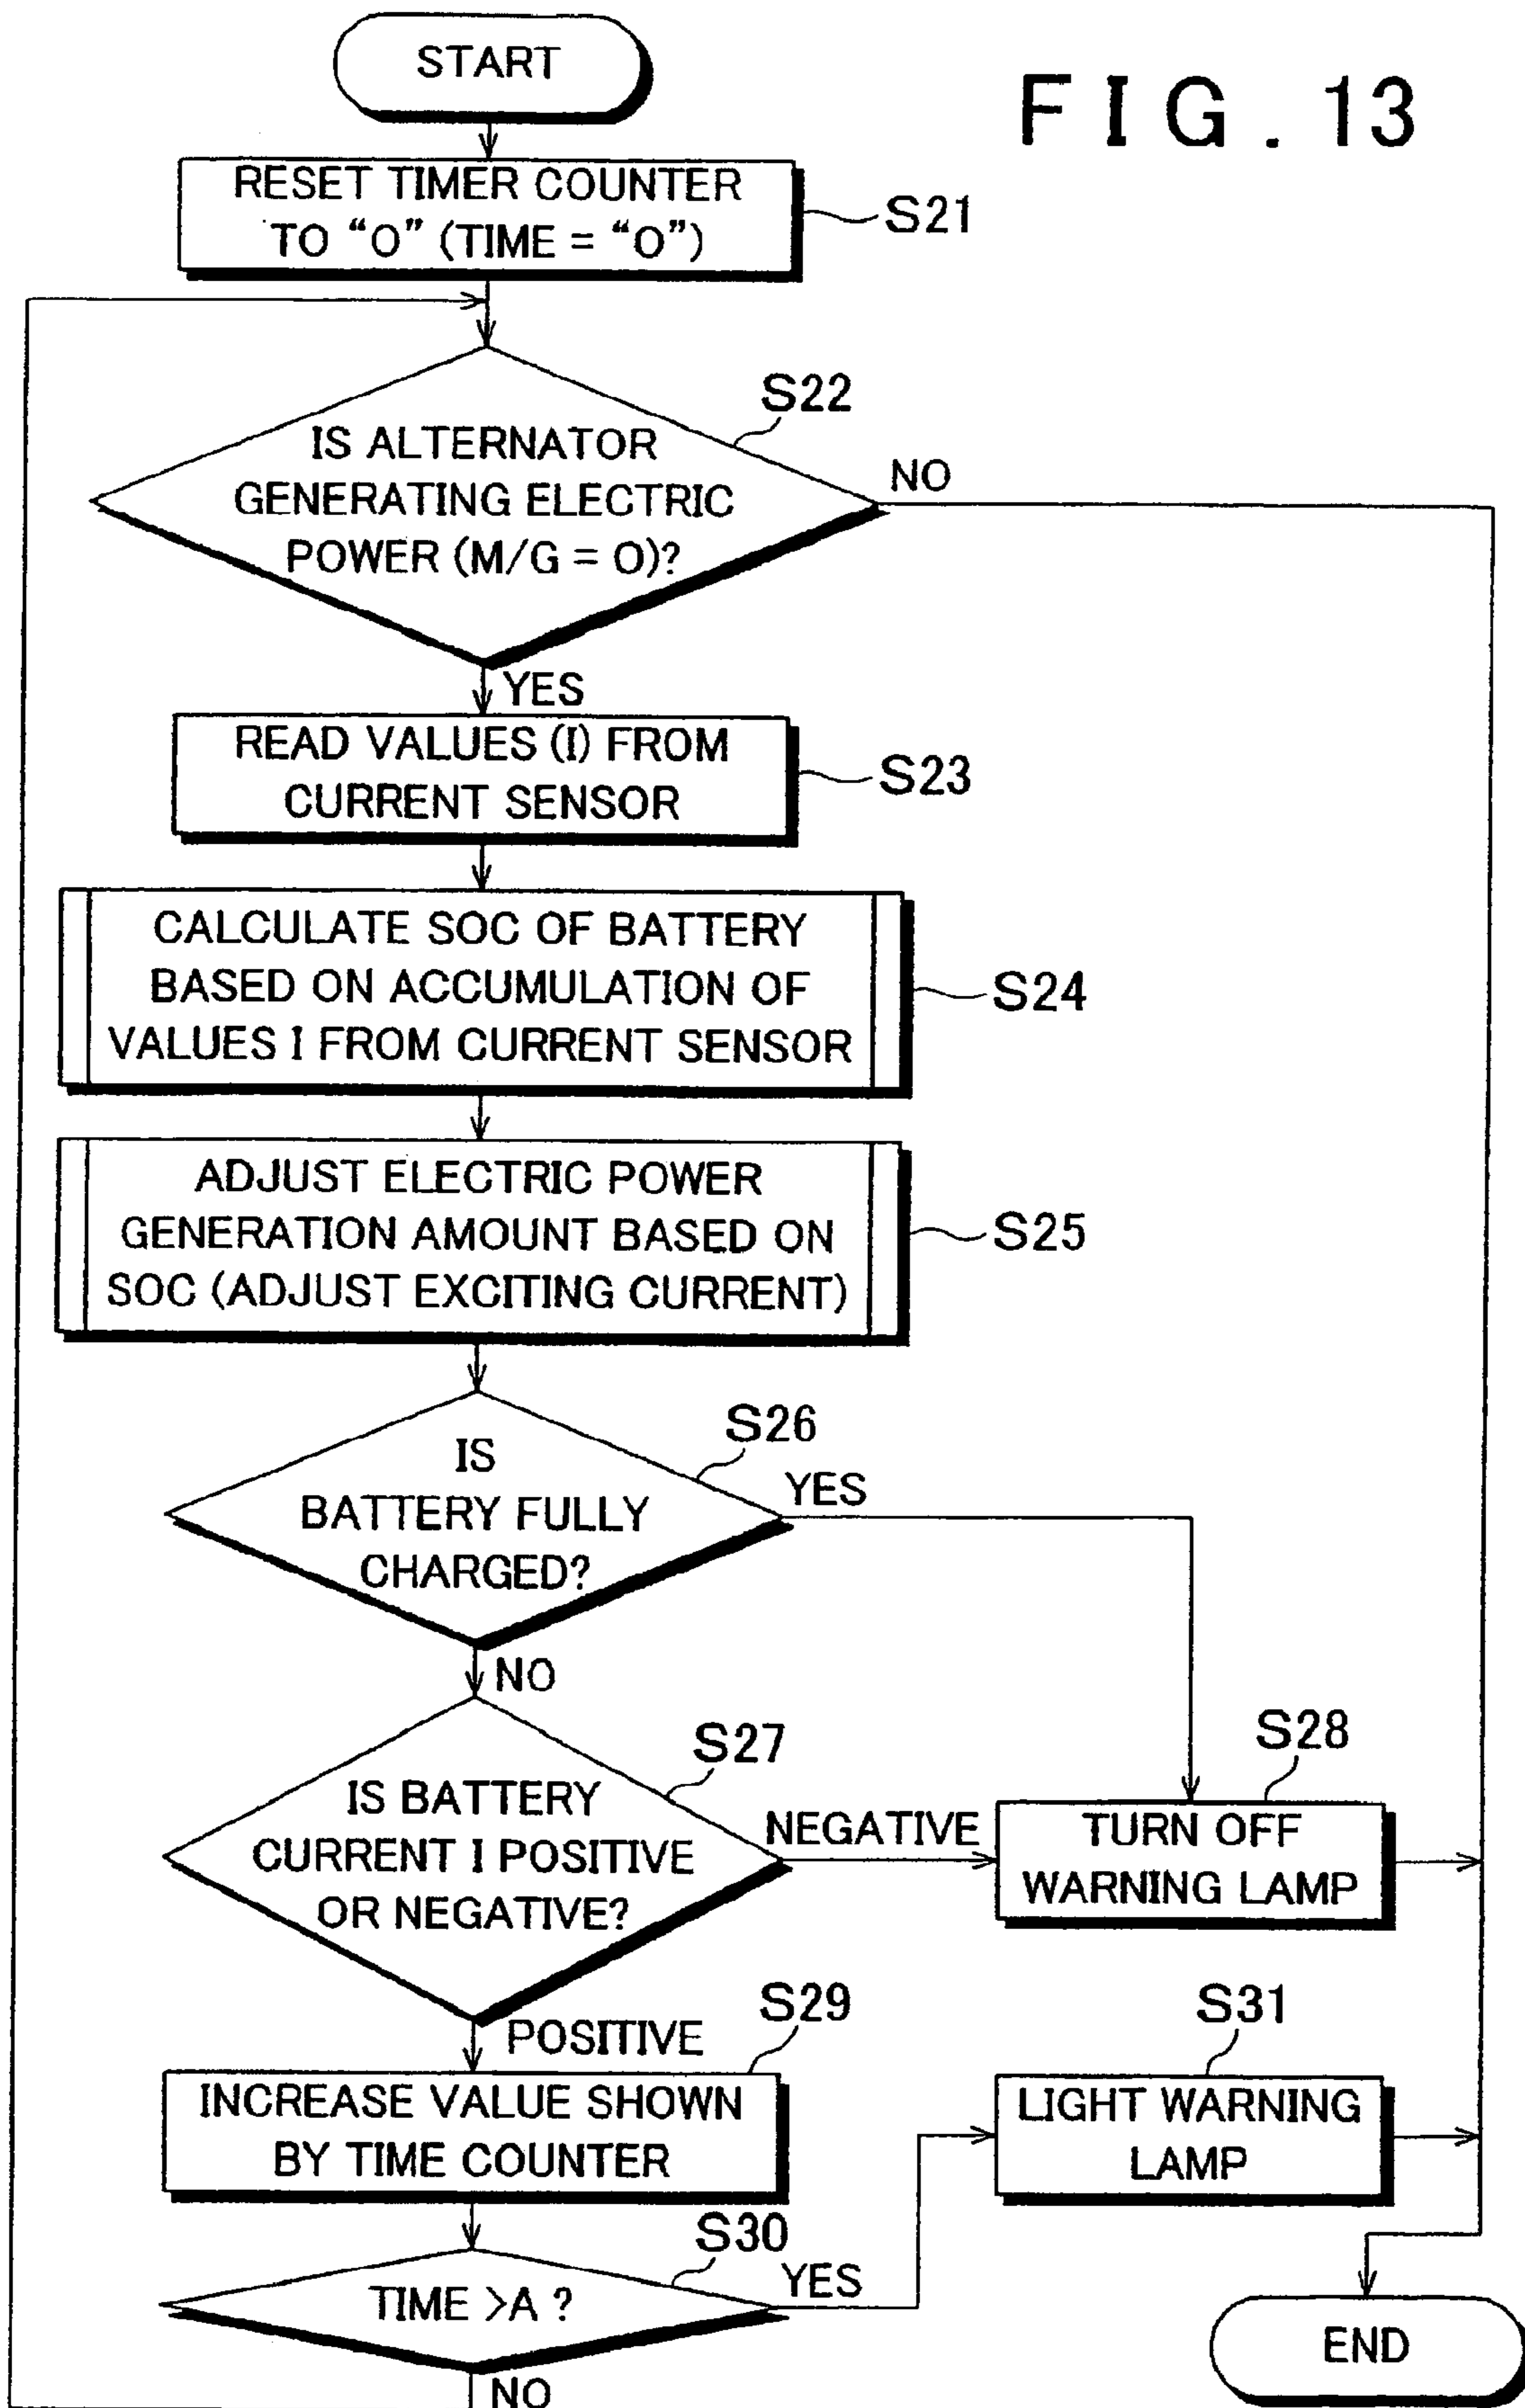 START
FIG. 13
RESET TIMER COUNTER
TO “O” (TIME = “O”)
S21
S22
IS ALTERNATOR
GENERATING ELECTRIC
POWER (M/G = O)?
NO
YES
READ VALUES (I) FROM
CURRENT SENSOR
S23
CALCULATE SOC OF BATTERY
BASED ON ACCUMULATION OF
VALUES I FROM CURRENT SENSOR
S24
ADJUST ELECTRIC POWER
GENERATION AMOUNT BASED ON
SOC (ADJUST EXCITING CURRENT)
S25
S26
IS
BATTERY FULLY
CHARGED?
YES
NO
S27
IS BATTERY
CURRENT I POSITIVE
OR NEGATIVE?
NEGATIVE
S28
TURN OFF
WARNING LAMP
POSITIVE
S29
INCREASE VALUE SHOWN
BY TIME COUNTER
S31
LIGHT WARNING
LAMP
S30
TIME >A ?
YES
NO
END